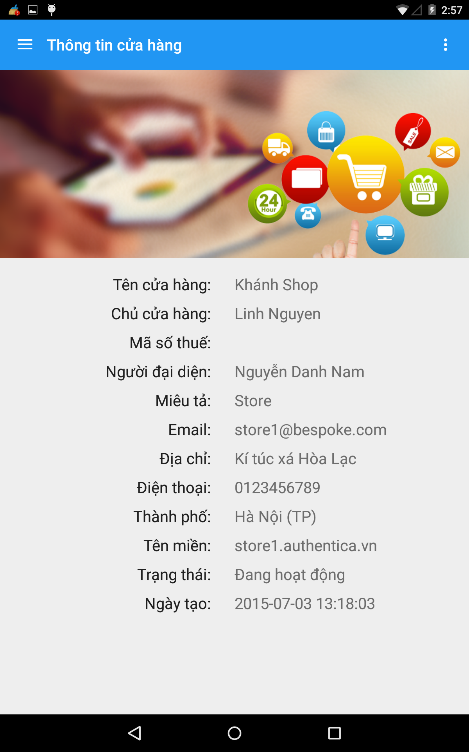 2:57
Thông tin cửa hàng
SALE
24
Hour
Tên cửa hàng: Khánh Shop
Chủ cửa hàng: Linh Nguyen
Mã số thuế:
Người đại diện: Nguyễn Danh Nam
Miêu tả: Store
Email: store1@bespoke.com
Địa chỉ: Kí túc xá Hòa Lạc
Điện thoại: 0123456789
Thành phố: Hà Nội (TP)
Tên miền: store1.authentica.vn
Trạng thái: Đang hoạt động
Ngày tạo: 2015-07-03 13:18:03